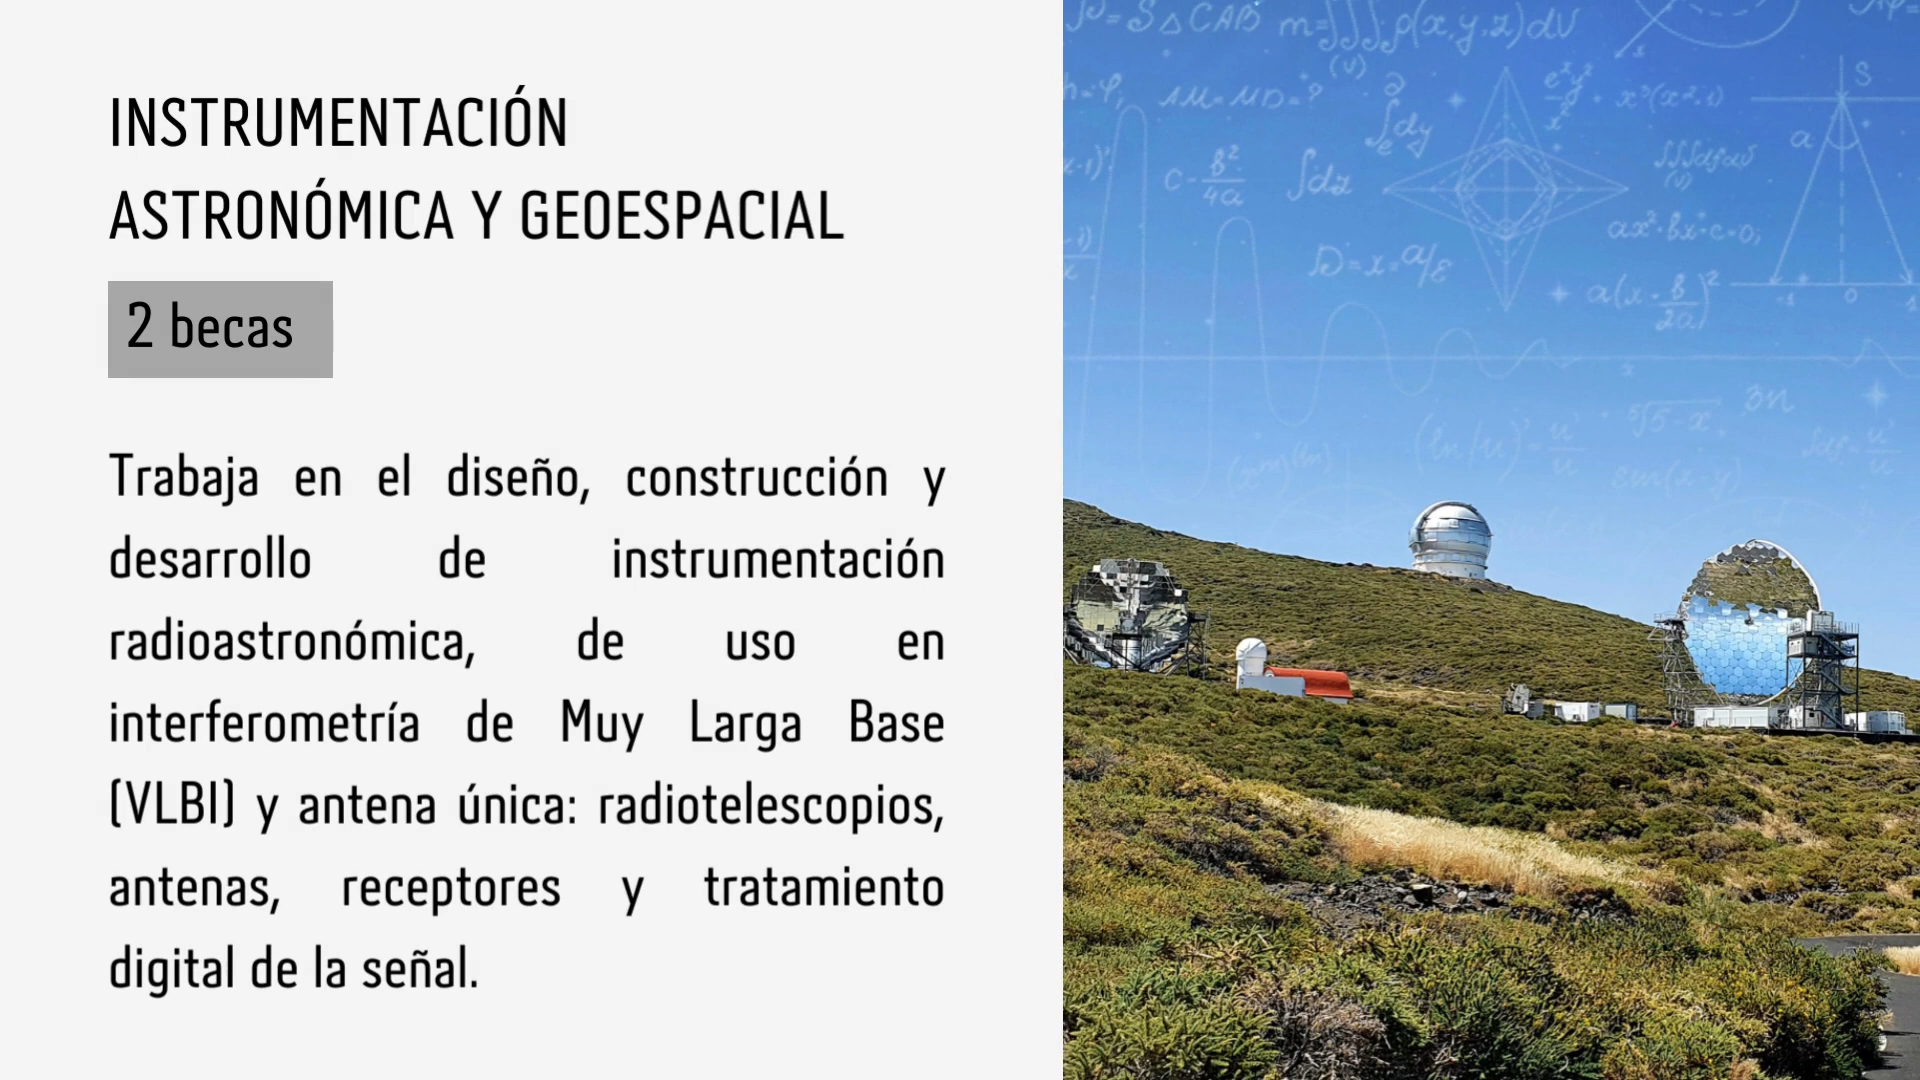 INSTRUMENTACIÓN
ASTRONÓMICA Y GEOESPACIAL
2 becas
Trabaja en el diseño, construcción y
desarrollo de instrumentación
radioastronómica, de uso en
interferometría de Muy Larga Base
(VLBI) y antena única: radiotelescopios,
antenas, receptores y tratamiento
digital de la señal.